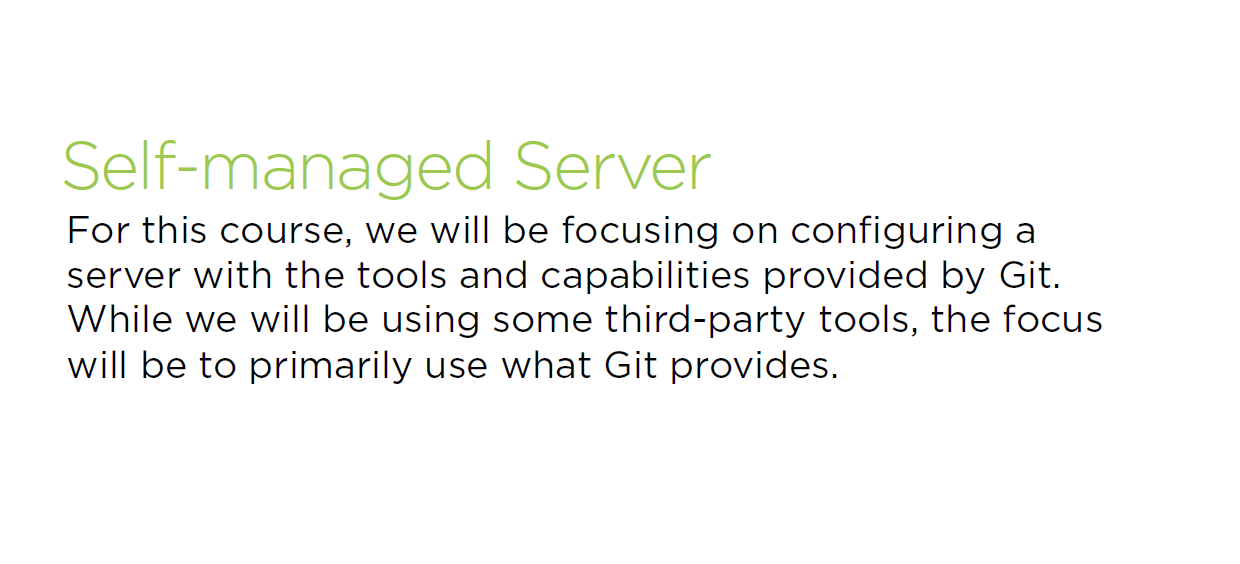 Self-managed Server
For this course, we will be focusing on configuring a
server with the tools and capabilities provided by Git.
While we will be using some third-party tools, the focus
will be to primarily use what Git provides.